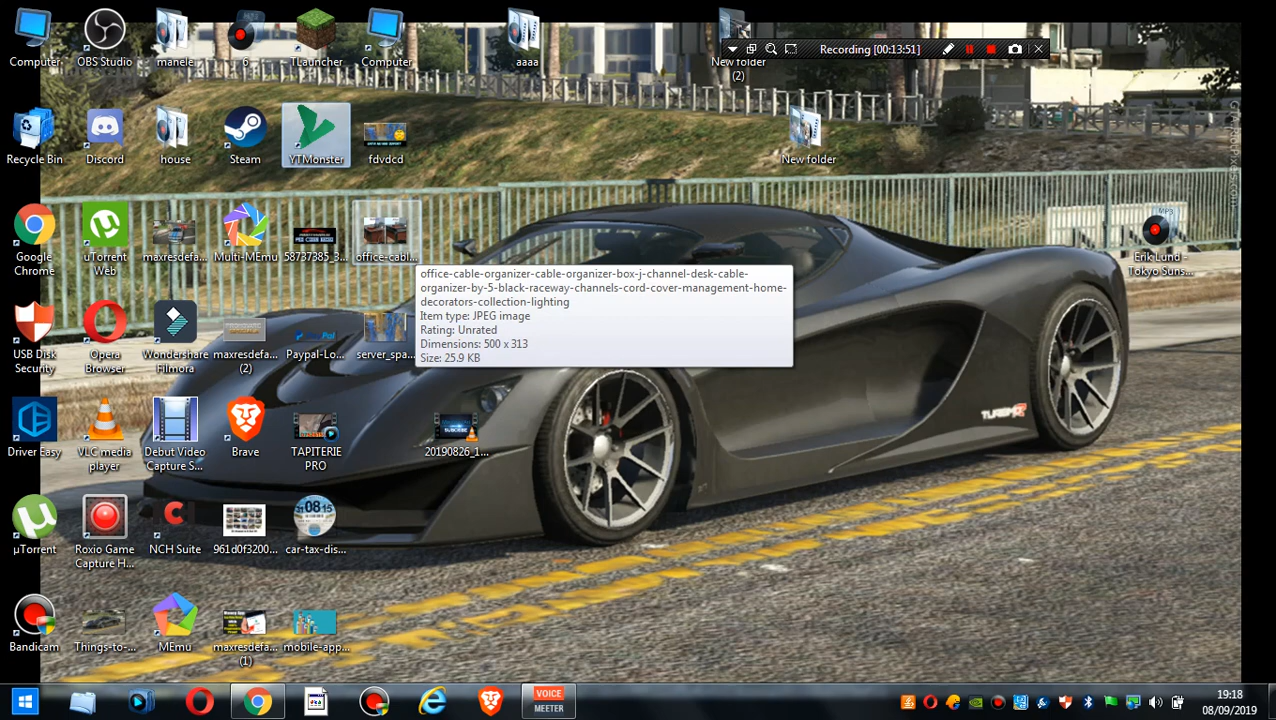 Computer
OBS Studio
manele
6
TLauncher
Computer
aaaa
New folder
(2)
Recording [00:13:51]
Recycle Bin
Discord
house
Steam
YTMonster
fdvdcd
New folder
Google
Chrome
uTorrent
Web
maxresdefa...
Multi-MEmu
58737385_3...
office-cabl...
MP3
Erik Lund -
Tokyo Suns...
office-cable-organizer-cable-organizer-box-j-channel-desk-cable-
organizer-by-5-black-raceway-channels-cord-cover-management-home-
decorators-collection-lighting
Item type: JPEG image
Rating: Unrated
Dimensions: 500 x 313
Size: 25.9 KB
USB Disk
Security
Opera
Browser
Wondershare
Filmora
maxresdefa...
(2)
Paypal-Lo...
server_spa...
Driver Easy
VLC media
player
Debut Video
Capture S...
Brave
TAPITERIE
PRO
SUBSCRIBE
20190826_1...
µTorrent
Roxio Game
Capture H...
NCH Suite
961d0f3200...
31 08 15
car-tax-dis...
Bandicam
Things-to-...
MEmu
maxresdefa...
(1)
mobile-app...
VOICE
MEETER
19:18
08/09/2019